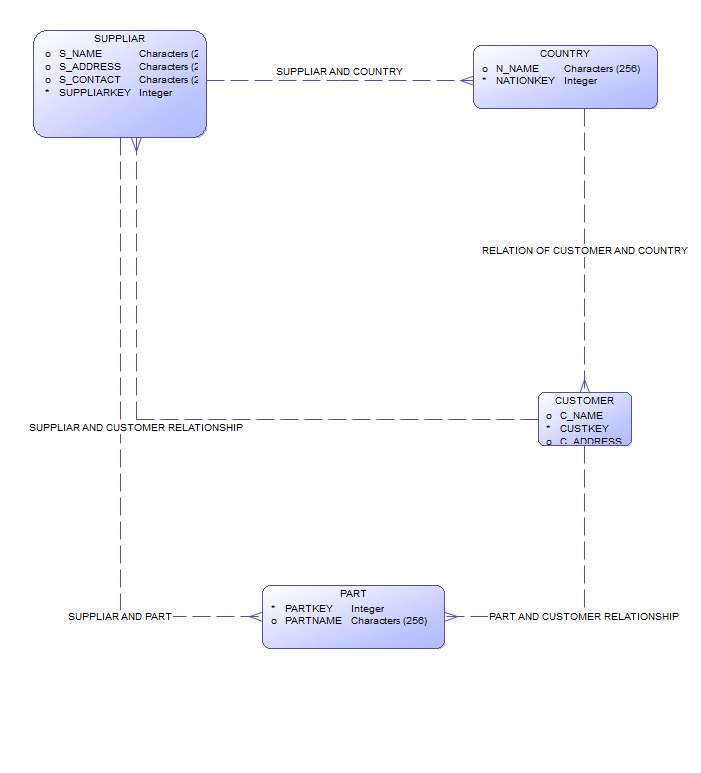 SUPPLIAR
o S_NAME Characters (2
o S_ADDRESS Characters (2
o S_CONTACT Characters (2
* SUPPLIARKEY Integer
SUPPLIAR AND COUNTRY
COUNTRY
o N_NAME Characters (256)
* NATIONKEY Integer
RELATION OF CUSTOMER AND COUNTRY
CUSTOMER
o C_NAME
* CUSTKEY
o C_ADDRESS
SUPPLIAR AND CUSTOMER RELATIONSHIP
PART
* PARTKEY Integer
o PARTNAME Characters (256)
SUPPLIAR AND PART
PART AND CUSTOMER RELATIONSHIP